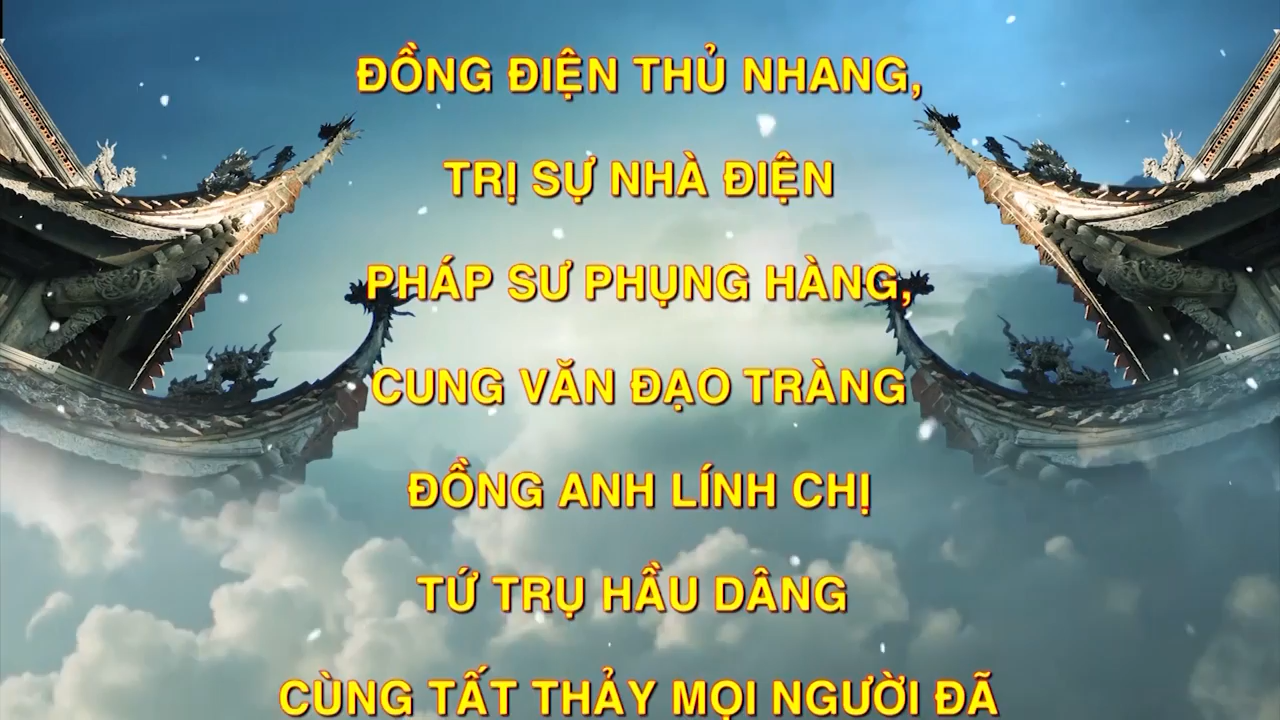 ĐỒNG ĐIỆN THỦ NHANG,
TRỊ SỰ NHÀ ĐIỆN
PHÁP SƯ PHỤNG HÀNG,
CUNG VĂN ĐẠO TRÀNG
ĐỒNG ANH LÍNH CHỊ
TỨ TRỤ HẦU DÂNG
CÙNG TẤT THẢY MỌI NGƯỜI ĐÃ